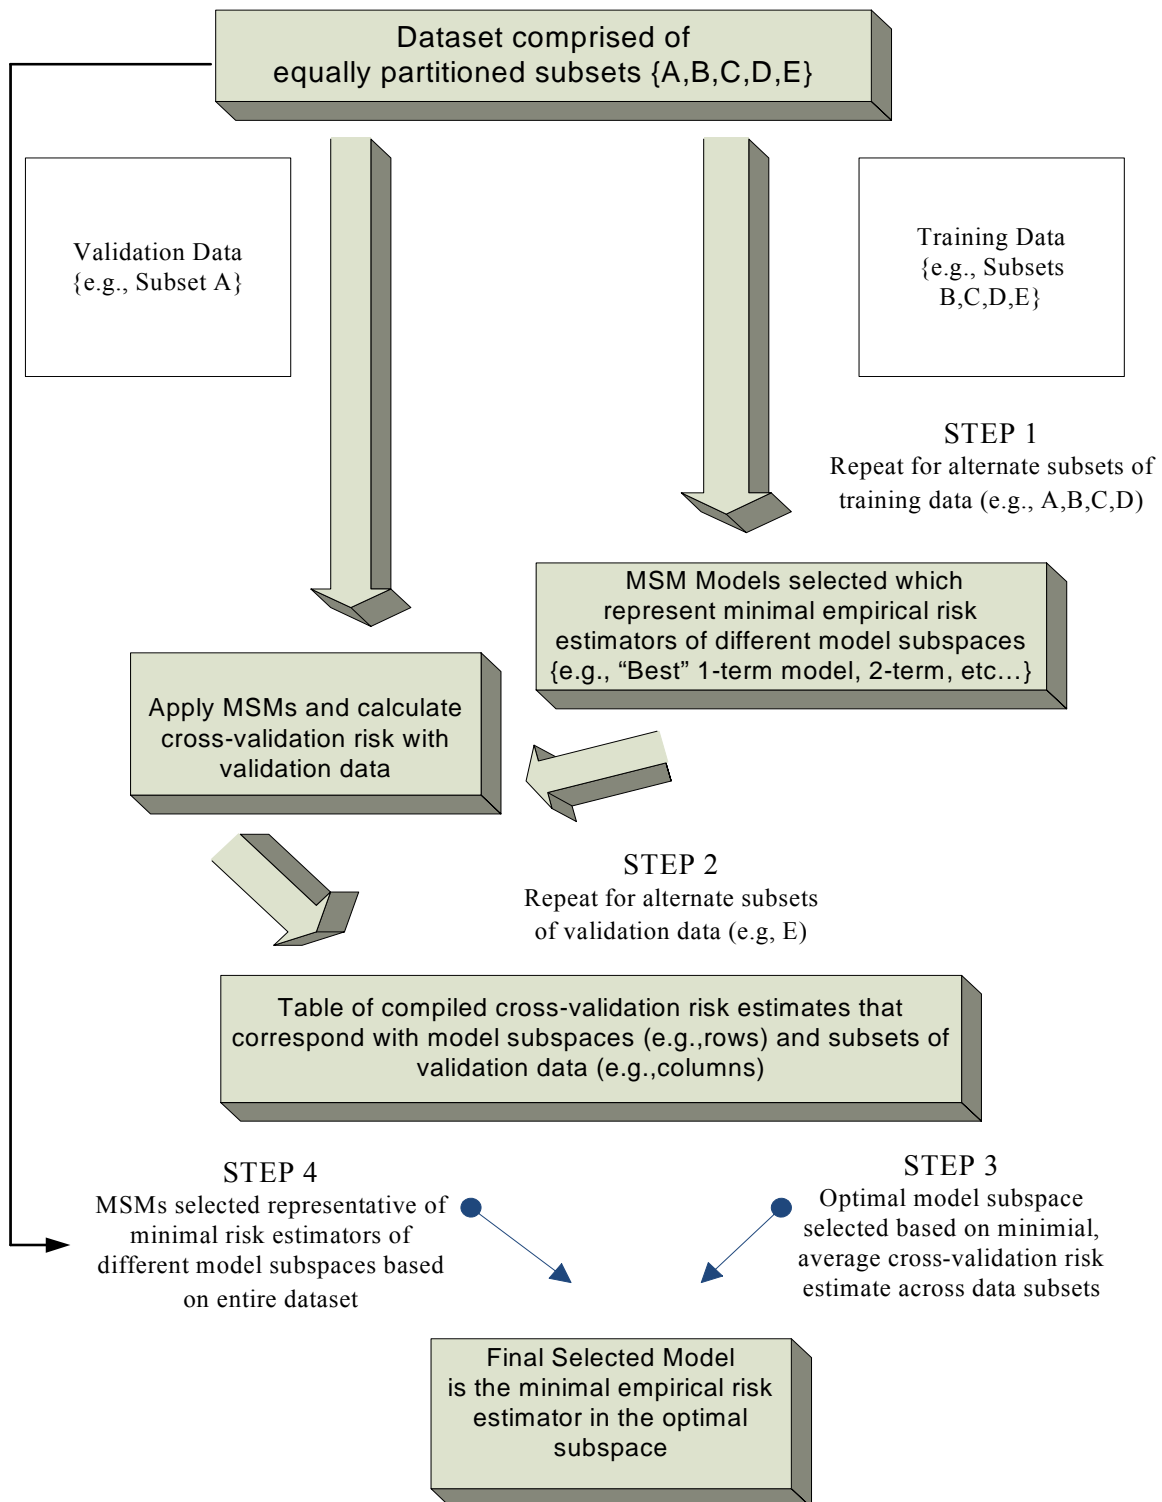 Dataset comprised of
equally partitioned subsets {A,B,C,D,E}
Validation Data
{e.g., Subset A}
Training Data
{e.g., Subsets
B,C,D,E}
STEP 1
Repeat for alternate subsets of
training data (e.g., A,B,C,D)
MSM Models selected which
represent minimal empirical risk
estimators of different model subspaces
{e.g., “Best” 1-term model, 2-term, etc…}
Apply MSMs and calculate
cross-validation risk with
validation data
STEP 2
Repeat for alternate subsets
of validation data (e.g, E)
Table of compiled cross-validation risk estimates that
correspond with model subspaces (e.g.,rows) and subsets of
validation data (e.g.,columns)
STEP 4
MSMs selected representative of
minimal risk estimators of
different model subspaces based
on entire dataset
STEP 3
Optimal model subspace
selected based on minimial,
average cross-validation risk
estimate across data subsets
Final Selected Model
is the minimal empirical risk
estimator in the optimal
subspace